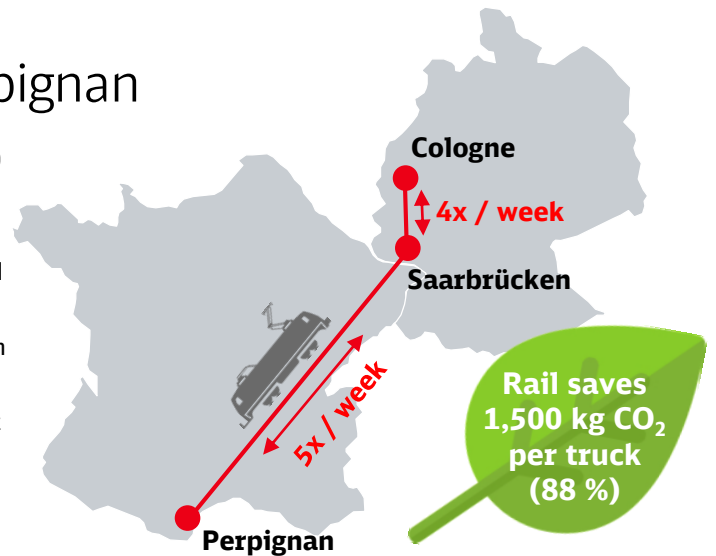 pignan
Cologne
4x / week
Saarbrücken
5x / week
Rail saves
1,500 kg CO₂
per truck
(88 %)
Perpignan